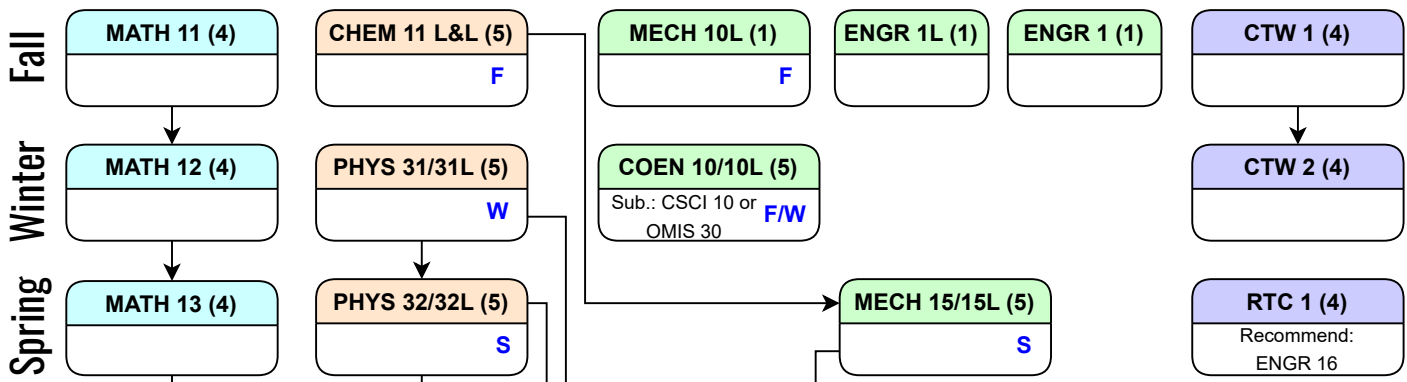 Fall
MATH 11 (4)
CHEM 11 L&L (5)
F
MECH 10L (1)
F
ENGR 1L (1)
ENGR 1 (1)
CTW 1 (4)
Winter
MATH 12 (4)
PHYS 31/31L (5)
W
COEN 10/10L (5)
Sub.: CSCI 10 or
OMIS 30
F/W
CTW 2 (4)
Spring
MATH 13 (4)
PHYS 32/32L (5)
S
MECH 15/15L (5)
S
RTC 1 (4)
Recommend:
ENGR 16